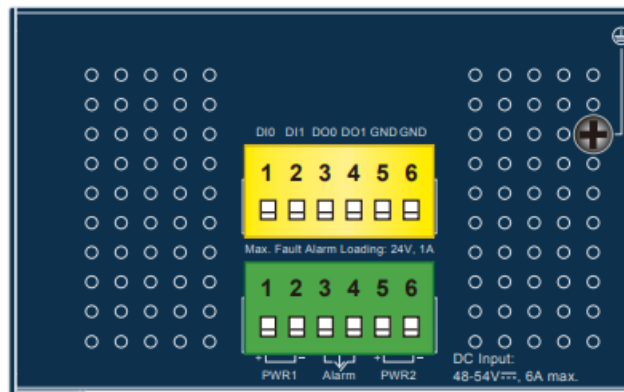 DI0 DI1 DO0 DO1 GND GND
1 2 3 4 5 6
Max. Fault Alarm Loading: 24V, 1A
1 2 3 4 5 6
+ − + −
PWR1 Alarm PWR2
DC Input:
48-54V⎓, 6A max.